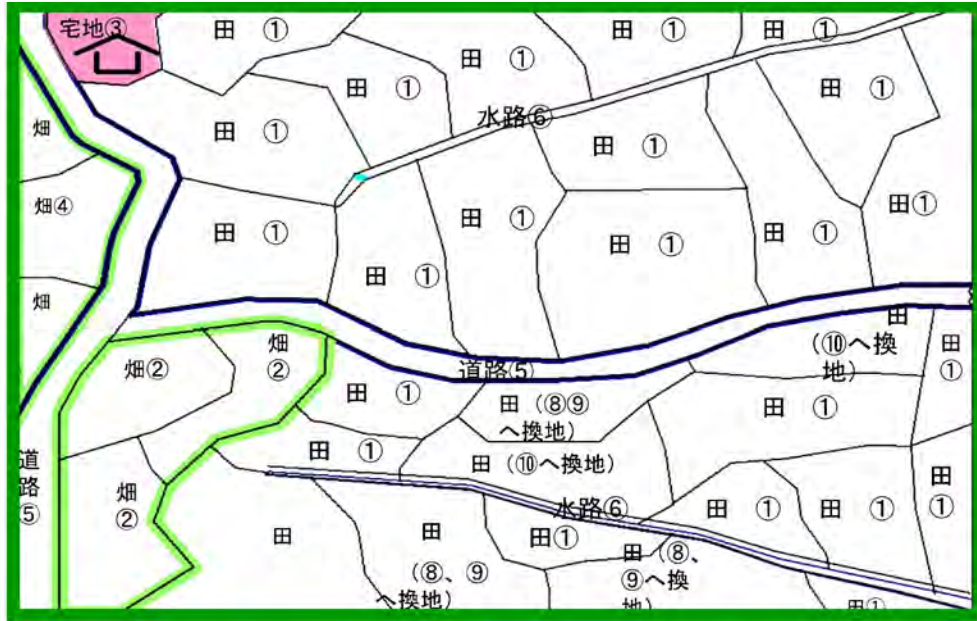 宅地③
田 ①
田 ①
田 ①
田 ①
田 ①
田 ①
田 ①
水路⑥
畑
田 ①
田 ①
畑④
田 ①
田 ①
田①
田 ①
田 ①
田 ①
畑
田
(⑩へ換
地)
畑
②
田
①
畑②
道路⑤
田 ①
田 (⑧⑨
へ換地)
田 ①
田 ①
田 (⑩へ換地)
道
路
⑤
畑
②
水路⑥
田 ①
田 ①
田
①
田
田
(⑧、⑨
へ換地)
田①
田 (⑧、
⑨へ換
地)
田①